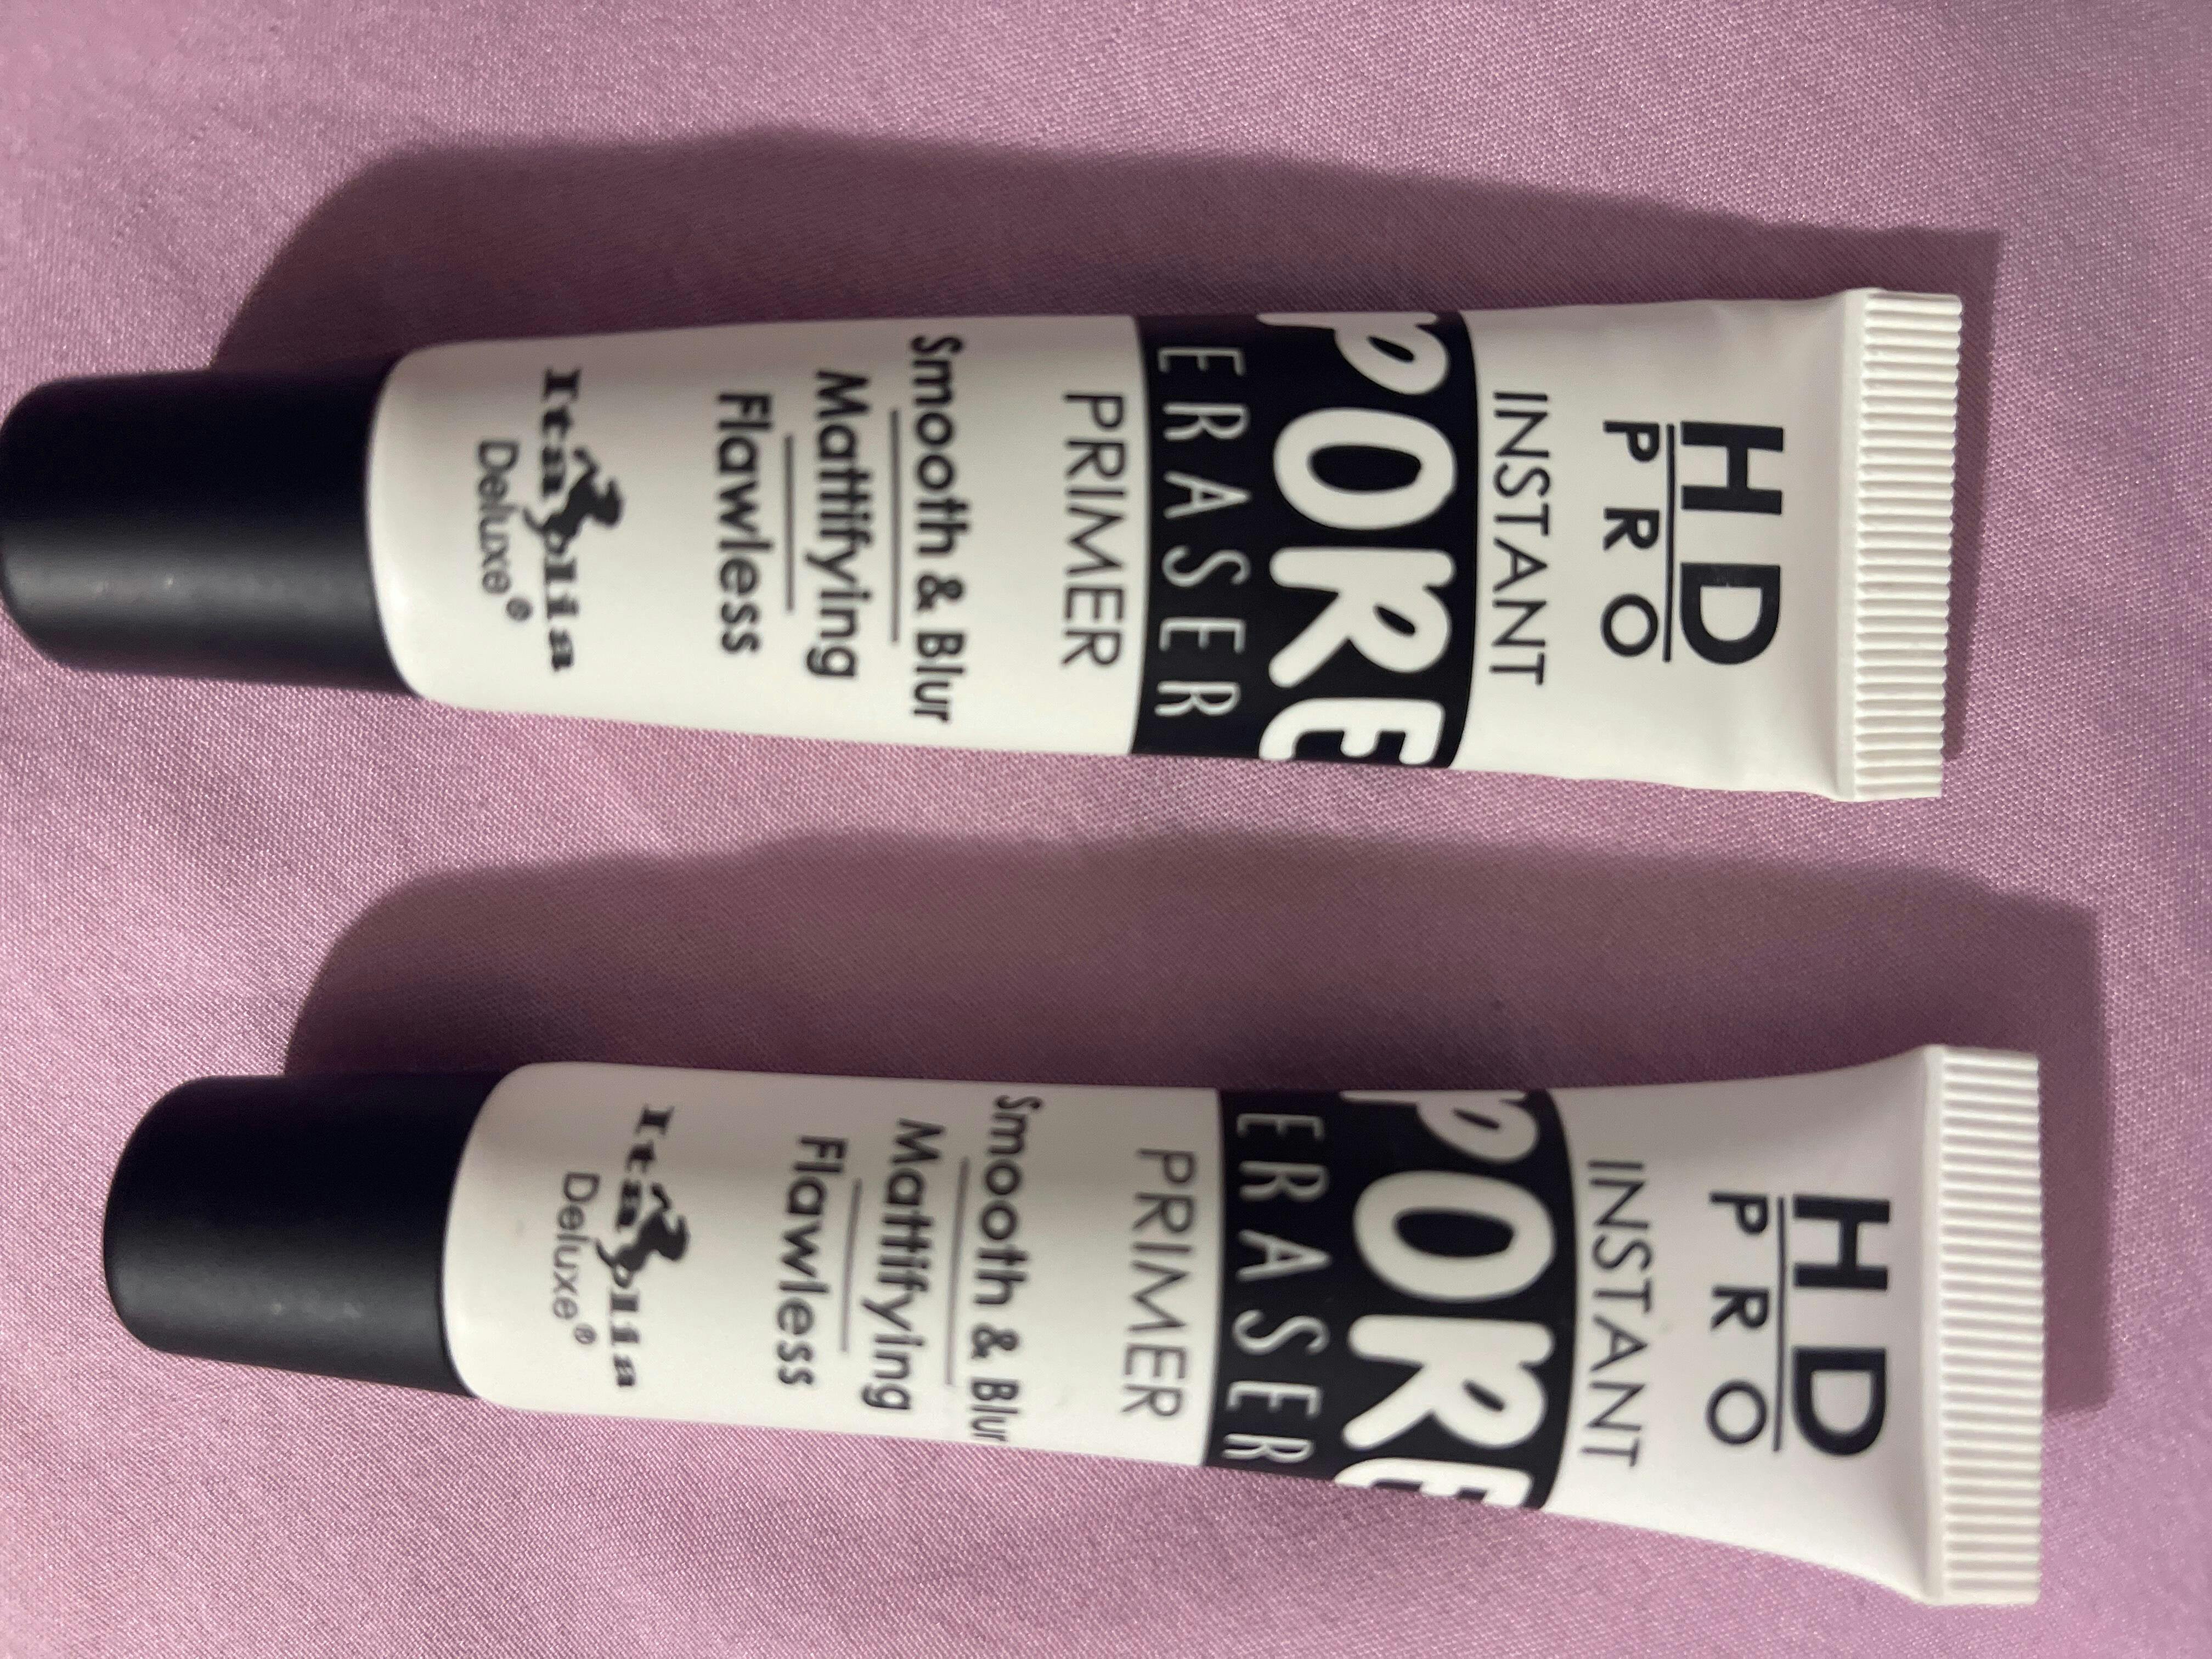 HD
PRO
INSTANT
PORE
ERASER
PRIMER
Smooth & Blur
Mattifying
Flawless
Italia
Deluxe®
HD
PRO
INSTANT
PORE
ERASER
PRIMER
Smooth & Blur
Mattifying
Flawless
Italia
Deluxe®